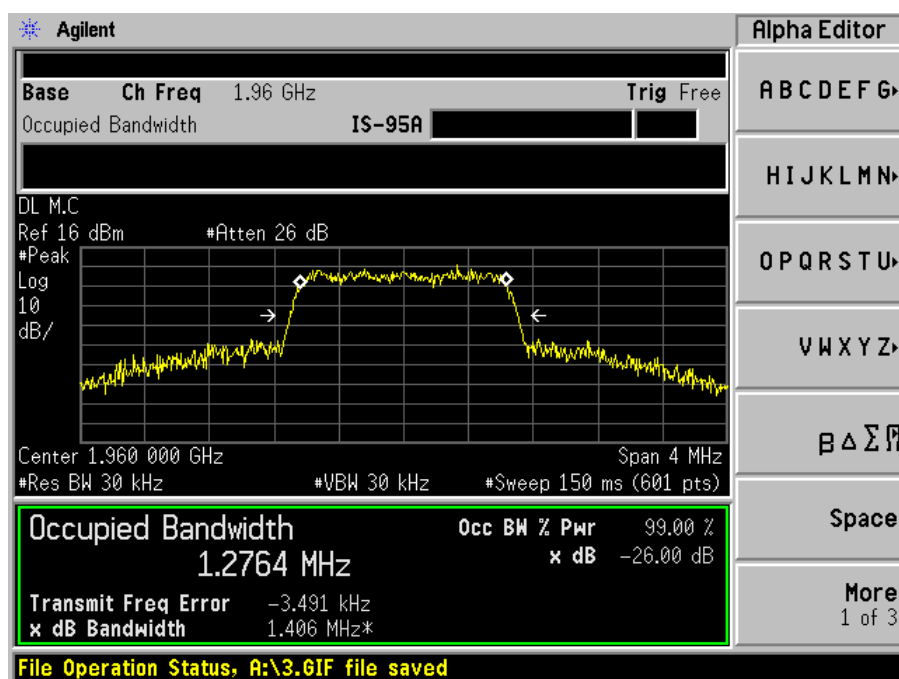 Agilent
Alpha Editor
Base Ch Freq 1.96 GHz Trig Free
Occupied Bandwidth IS-95A
DL M.C
Ref 16 dBm #Atten 26 dB
#Peak
Log
10
dB/
Center 1.960 000 GHz Span 4 MHz
#Res BW 30 kHz #VBW 30 kHz #Sweep 150 ms (601 pts)
Occupied Bandwidth Occ BW % Pwr 99.00 %
1.2764 MHz x dB -26.00 dB
Transmit Freq Error -3.491 kHz
x dB Bandwidth 1.406 MHz*
File Operation Status, A:\3.GIF file saved
A B C D E F G
H I J K L M N
O P Q R S T U
V W X Y Z
β Δ Σ
Space
More
1 of 3